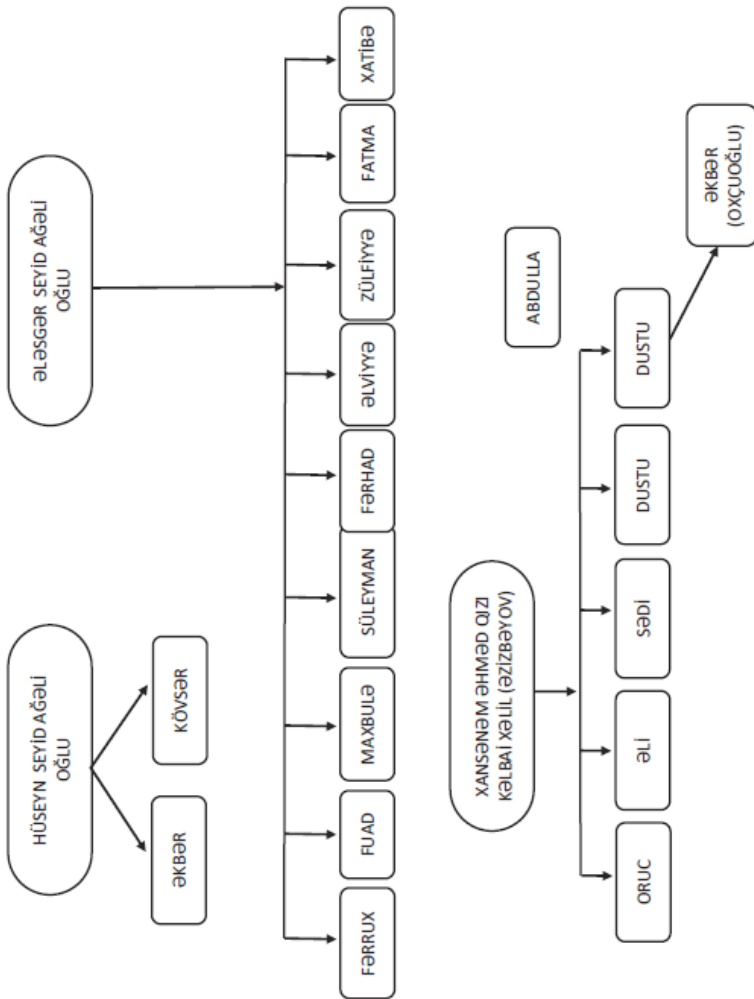 HÜSEYN SEYİD AĞƏLİ
OĞLU
ƏLƏSGƏR SEYİD AĞƏLİ
OĞLU
ƏKBƏR
KÖVSƏR
FƏRRUX
FUAD
MAXBULƏ
SÜLEYMAN
FƏRHAD
ƏLVİYYƏ
ZÜLFİYYƏ
FATMA
XATİBƏ
XANSƏNƏM ƏHMƏD QIZI
KƏLBAİ XƏLİL (ƏZİZBƏYOV)
ABDULLA
ORUC
ƏLİ
SƏDİ
DUSTU
DUSTU
ƏKBƏR
(OXÇUOĞLU)